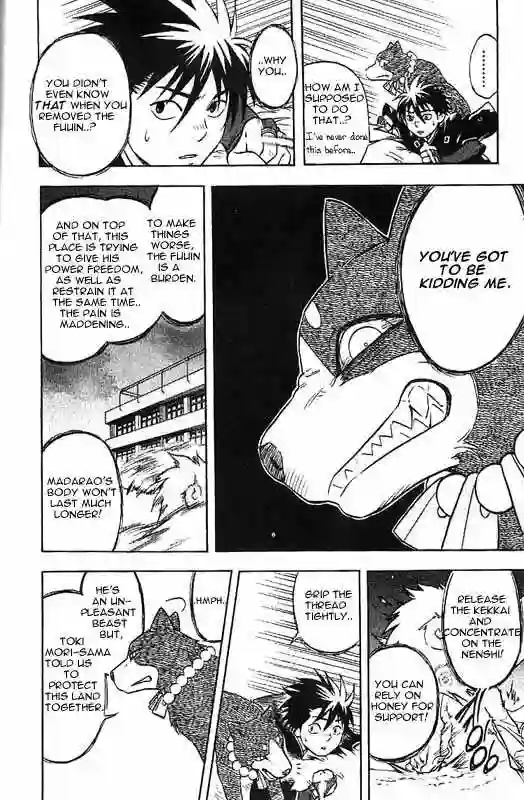 ........
HOW AM I
SUPPOSED
TO DO
THAT..?
I've never done
this before..
..WHY
YOU..
YOU DIDN'T
EVEN KNOW
THAT WHEN YOU
REMOVED THE
FUUIN..?
YOU'VE GOT
TO BE
KIDDING ME.
TO MAKE
THINGS
WORSE,
THE FUUIN
IS A
BURDEN.
AND ON TOP
OF THAT, THIS
PLACE IS TRYING
TO GIVE HIS
POWER FREEDOM,
AS WELL AS
RESTRAIN IT AT
THE SAME TIME..
THE PAIN IS
MADDENING..
MADARAO'S
BODY WON'T
LAST MUCH
LONGER!
RELEASE
THE KEKKAI
AND
CONCENTRATE
ON THE
NENSHI!
YOU CAN
RELY ON
HONEY FOR
SUPPORT!
GRIP THE
THREAD
TIGHTLY..
..HMPH.
HE'S
AN UN-
PLEASANT
BEAST
BUT,
TOKI
MORI-SAMA
TOLD US
TO
PROTECT
THIS LAND
TOGETHER.